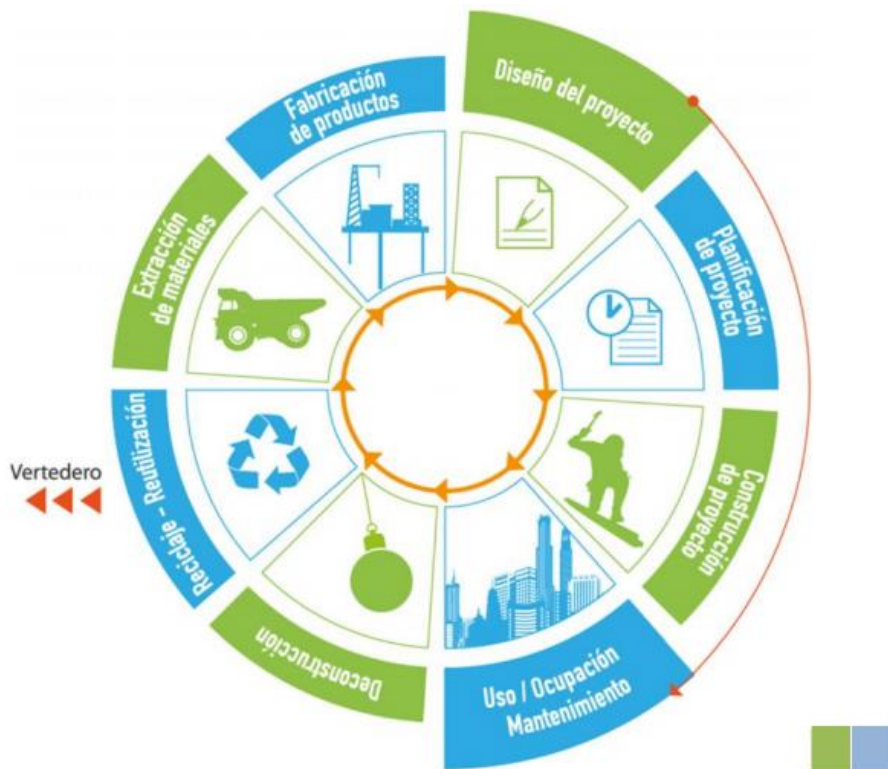 Diseño del proyecto
Planificación
de proyecto
Construcción
de proyecto
Uso / Ocupación
Mantenimiento
Deconstrucción
Reciclaje – Reutilización
Vertedero
Extracción
de materiales
Fabricación
de productos